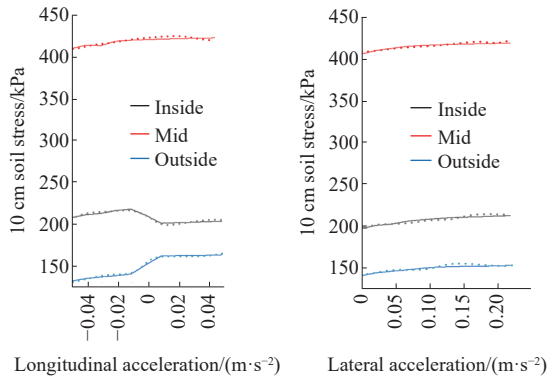 450
400
350
300
250
200
150
10 cm soil stress/kPa
Inside
Mid
Outside
−0.04
−0.02
0
0.02
0.04
Longitudinal acceleration/(m·s⁻²)
450
400
350
300
250
200
150
10 cm soil stress/kPa
Inside
Mid
Outside
0
0.05
0.10
0.15
0.20
Lateral acceleration/(m·s⁻²)